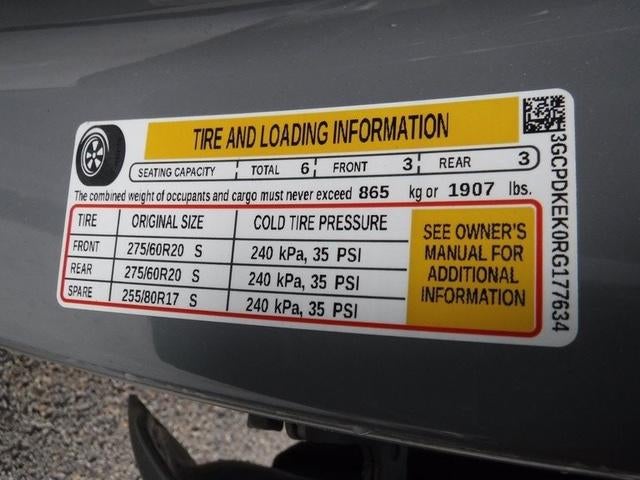 TIRE AND LOADING INFORMATION
SEATING CAPACITY TOTAL 6 FRONT 3 REAR 3
The combined weight of occupants and cargo must never exceed 865 kg or 1907 lbs.
TIRE ORIGINAL SIZE COLD TIRE PRESSURE
FRONT 275/60R20 S 240 kPa, 35 PSI
REAR 275/60R20 S 240 kPa, 35 PSI
SPARE 255/80R17 S 240 kPa, 35 PSI
SEE OWNER'S
MANUAL FOR
ADDITIONAL
INFORMATION
3GCPDKEK0RG177634